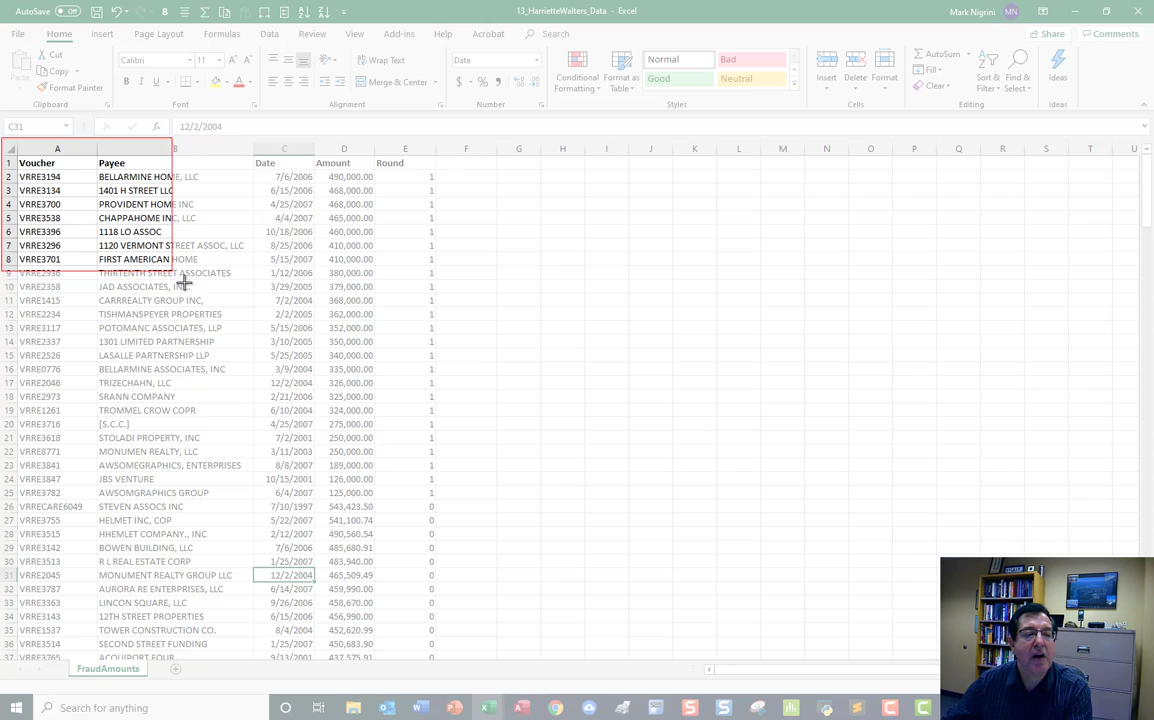 AutoSave Off 13_HarrietteWalters_Data - Excel Mark Nigrini MN
File Home Insert Page Layout Formulas Data Review View Help Acrobat Search Share Comments
Paste Cut Copy Format Painter
Calibri 11 B I U A A
Wrap Text Merge & Center
Date $ %
Conditional Formatting Format as Table
Normal Bad
Good Neutral
Insert Delete Format
AutoSum Fill Clear
Sort & Filter Find & Select Ideas
Clipboard Font Alignment Number Styles Cells Editing Ideas
C31 fx 12/2/2004
A B C D E F G H I J K L M N O P Q R S T U
1 Voucher Payee Date Amount Round
2 VRRE3194 BELLARMINE HOME, LLC 7/6/2006 490,000.00 1
3 VRRE3134 1401 H STREET LLC 6/15/2006 468,000.00 1
4 VRRE3700 PROVIDENT HOME INC 4/25/2007 468,000.00 1
5 VRRE3538 CHAPPAHOME INC, LLC 4/4/2007 465,000.00 1
6 VRRE3396 1118 LO ASSOC 10/18/2006 460,000.00 1
7 VRRE3296 1120 VERMONT STREET ASSOC, LLC 8/25/2006 410,000.00 1
8 VRRE3701 FIRST AMERICAN HOME 5/15/2007 410,000.00 1
9 VRRE2936 THIRTENTH STREET ASSOCIATES 1/12/2006 380,000.00 1
10 VRRE2358 JAD ASSOCIATES, INC. 3/29/2005 379,000.00 1
11 VRRE1415 CARRREALTY GROUP INC, 7/2/2004 368,000.00 1
12 VRRE2234 TISHMANSPEYER PROPERTIES 2/2/2005 362,000.00 1
13 VRRE3117 POTOMANC ASSOCIATES, LLP 5/15/2006 352,000.00 1
14 VRRE2337 1301 LIMITED PARTNERSHIP 3/10/2005 350,000.00 1
15 VRRE2526 LASALLE PARTNERSHIP LLP 5/25/2005 340,000.00 1
16 VRRE0776 BELLARMINE ASSOCIATES, INC 3/9/2004 335,000.00 1
17 VRRE2046 TRIZECHAHN, LLC 12/2/2004 326,000.00 1
18 VRRE2973 SRANN COMPANY 2/21/2006 325,000.00 1
19 VRRE1261 TROMMEL CROW COPR 6/10/2004 324,000.00 1
20 VRRE3716 [S.C.C.] 4/25/2007 275,000.00 1
21 VRRE3618 STOLADI PROPERTY, INC 7/2/2001 250,000.00 1
22 VRRE8771 MONUMEN REALTY, LLC 3/11/2003 250,000.00 1
23 VRRE3841 AWSOMEGRAPHICS, ENTERPRISES 8/8/2007 189,000.00 1
24 VRRE3847 JBS VENTURE 10/15/2001 126,000.00 1
25 VRRE3782 AWSOMGRAPHICS GROUP 6/4/2007 125,000.00 1
26 VRRECARE6049 STEVEN ASSOCS INC 7/10/1997 543,423.50 0
27 VRRE3755 HELMET INC, COP 5/22/2007 541,100.74 0
28 VRRE3515 HHEMLET COMPANY., INC 2/12/2007 490,560.54 0
29 VRRE3142 BOWEN BUILDING, LLC 7/6/2006 485,680.91 0
30 VRRE3513 R L REAL ESTATE CORP 1/25/2007 483,940.00 0
31 VRRE2045 MONUMENT REALTY GROUP LLC 12/2/2004 465,509.49 0
32 VRRE3787 AURORA RE ENTERPRISES, LLC 6/14/2007 459,990.00 0
33 VRRE3363 LINCON SQUARE, LLC 9/26/2006 458,670.00 0
34 VRRE3143 12TH STREET PROPERTIES 6/15/2006 456,990.00 0
35 VRRE1537 TOWER CONSTRUCTION CO. 8/4/2004 452,620.99 0
36 VRRE3514 SECOND STREET FUNDING 1/25/2007 450,683.90 0
37 VRRE3765 ACQUIPORT FOUR 9/13/2001 437,575.91 0
FraudAmounts
Search for anything